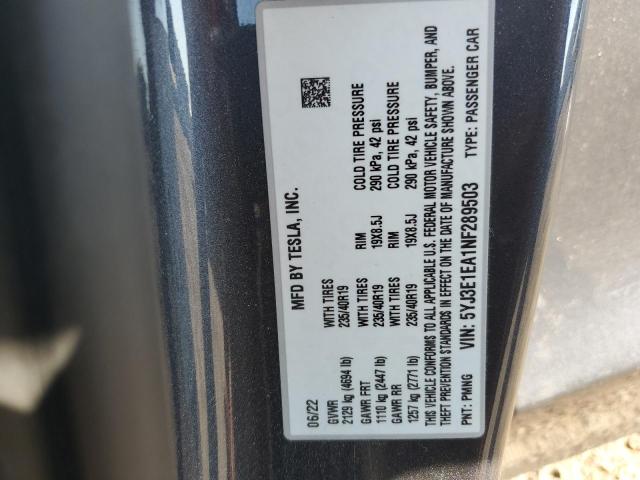 MFD BY TESLA, INC.
06/22
GVWR WITH TIRES RIM COLD TIRE PRESSURE
2129 kg (4694 lb) 235/40R19 19X8.5J 290 kPa, 42 psi
GAWR FRT WITH TIRES RIM COLD TIRE PRESSURE
1110 kg (2447 lb) 235/40R19 19X8.5J 290 kPa, 42 psi
GAWR RR WITH TIRES
1257 kg (2771 lb) 235/40R19
THIS VEHICLE CONFORMS TO ALL APPLICABLE U.S. FEDERAL MOTOR VEHICLE SAFETY, BUMPER, AND
THEFT PREVENTION STANDARDS IN EFFECT ON THE DATE OF MANUFACTURE SHOWN ABOVE.
PNT: PMNG VIN: 5YJ3E1EA1NF289503 TYPE: PASSENGER CAR